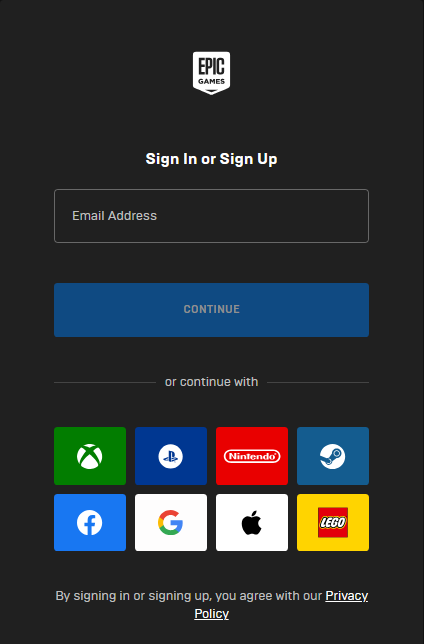 EPIC
GAMES
Sign In or Sign Up
Email Address
CONTINUE
or continue with
Nintendo
LEGO
By signing in or signing up, you agree with our Privacy
Policy